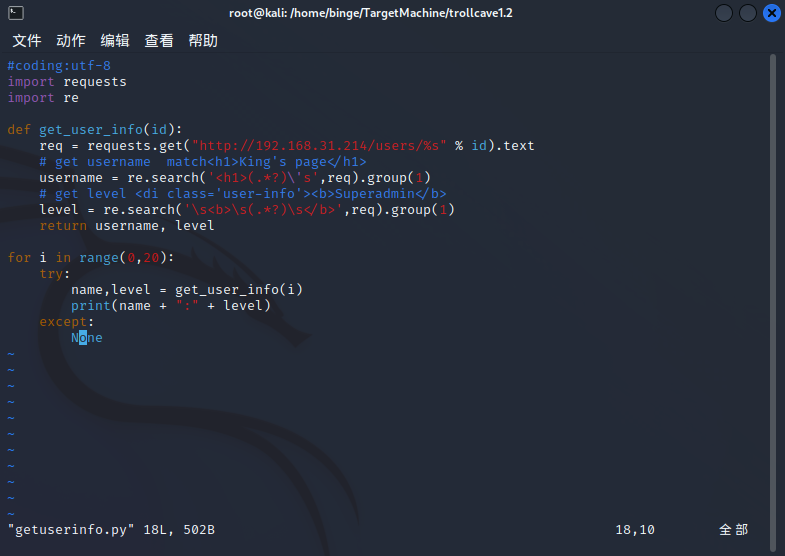 root@kali: /home/binge/TargetMachine/trollcave1.2
文件 动作 编辑 查看 帮助
#coding:utf-8
import requests
import re

def get_user_info(id):
    req = requests.get("http://192.168.31.214/users/%s" % id).text
    # get username  match<h1>King's page</h1>
    username = re.search('<h1>(.*?)\'s',req).group(1)
    # get level <di class='user-info'><b>Superadmin</b>
    level = re.search('\s<b>\s(.*?)\s</b>',req).group(1)
    return username, level

for i in range(0,20):
    try:
        name,level = get_user_info(i)
        print(name + ":" + level)
    except:
        None
~
~
~
~
~
~
~
~
~
~
~
"getuserinfo.py" 18L, 502B 18,10 全部